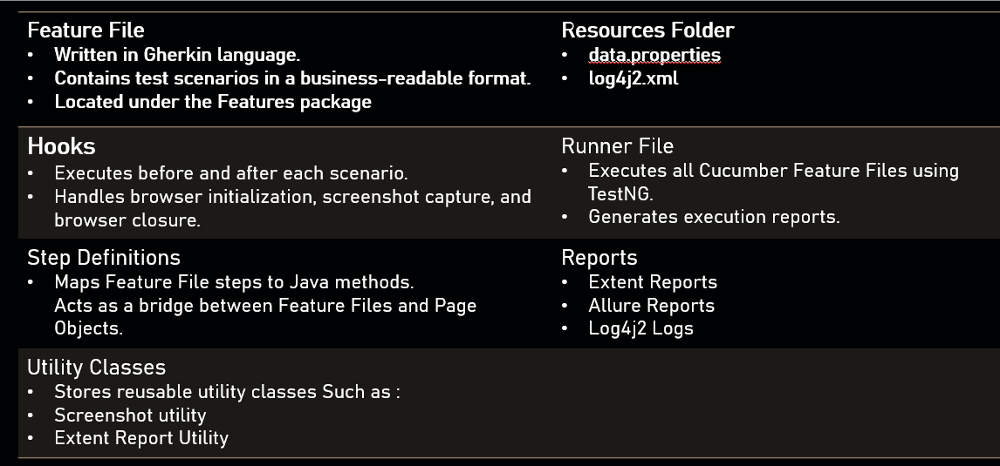 Feature File
• Written in Gherkin language.
• Contains test scenarios in a business-readable format.
• Located under the Features package
Resources Folder
• data.properties
• log4j2.xml
Hooks
• Executes before and after each scenario.
• Handles browser initialization, screenshot capture, and
browser closure.
Runner File
• Executes all Cucumber Feature Files using
TestNG.
• Generates execution reports.
Step Definitions
• Maps Feature File steps to Java methods.
Acts as a bridge between Feature Files and Page
Objects.
Reports
• Extent Reports
• Allure Reports
• Log4j2 Logs
Utility Classes
• Stores reusable utility classes Such as :
• Screenshot utility
• Extent Report Utility